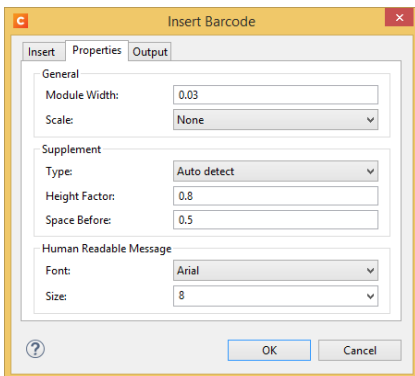 C Insert Barcode x
Insert Properties Output
General
Module Width: 0.03
Scale: None
Supplement
Type: Auto detect
Height Factor: 0.8
Space Before: 0.5
Human Readable Message
Font: Arial
Size: 8
? OK Cancel